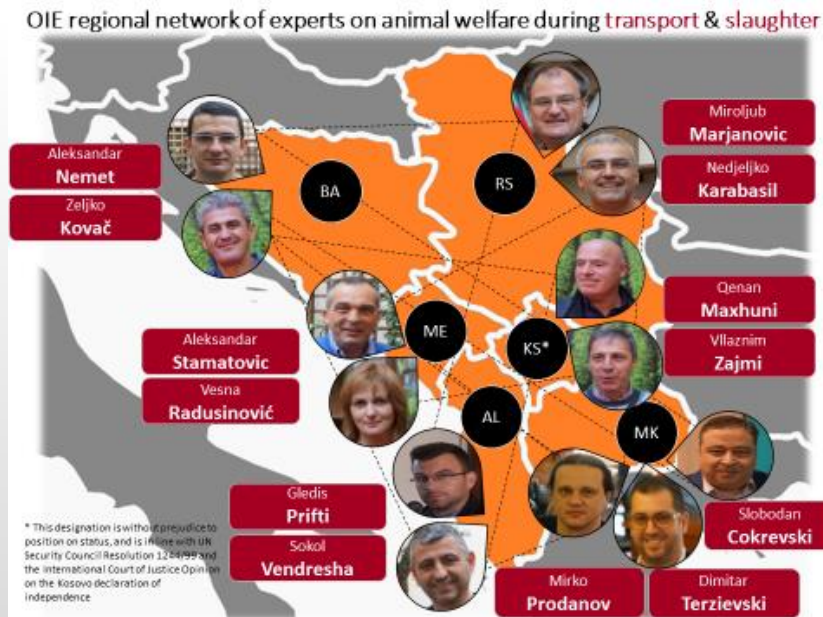 OIE regional network of experts on animal welfare during transport & slaughter
Aleksandar
Nemet
Zeljko
Kovač
BA
RS
Miroljub
Marjanovic
Nedjeljko
Karabasil
Qenan
Maxhuni
Vllaznim
Zajmi
ME
KS*
Aleksandar
Stamatovic
Vesna
Radusinović
AL
MK
Gledis
Prifti
Sokol
Vendresha
Slobodan
Cokrevski
Mirko
Prodanov
Dimitar
Terzievski
* This designation is without prejudice to
position on status, and is in line with UN
Security Council Resolution 1244/99 and
the International Court of Justice Opinion
on the Kosovo declaration of
independence